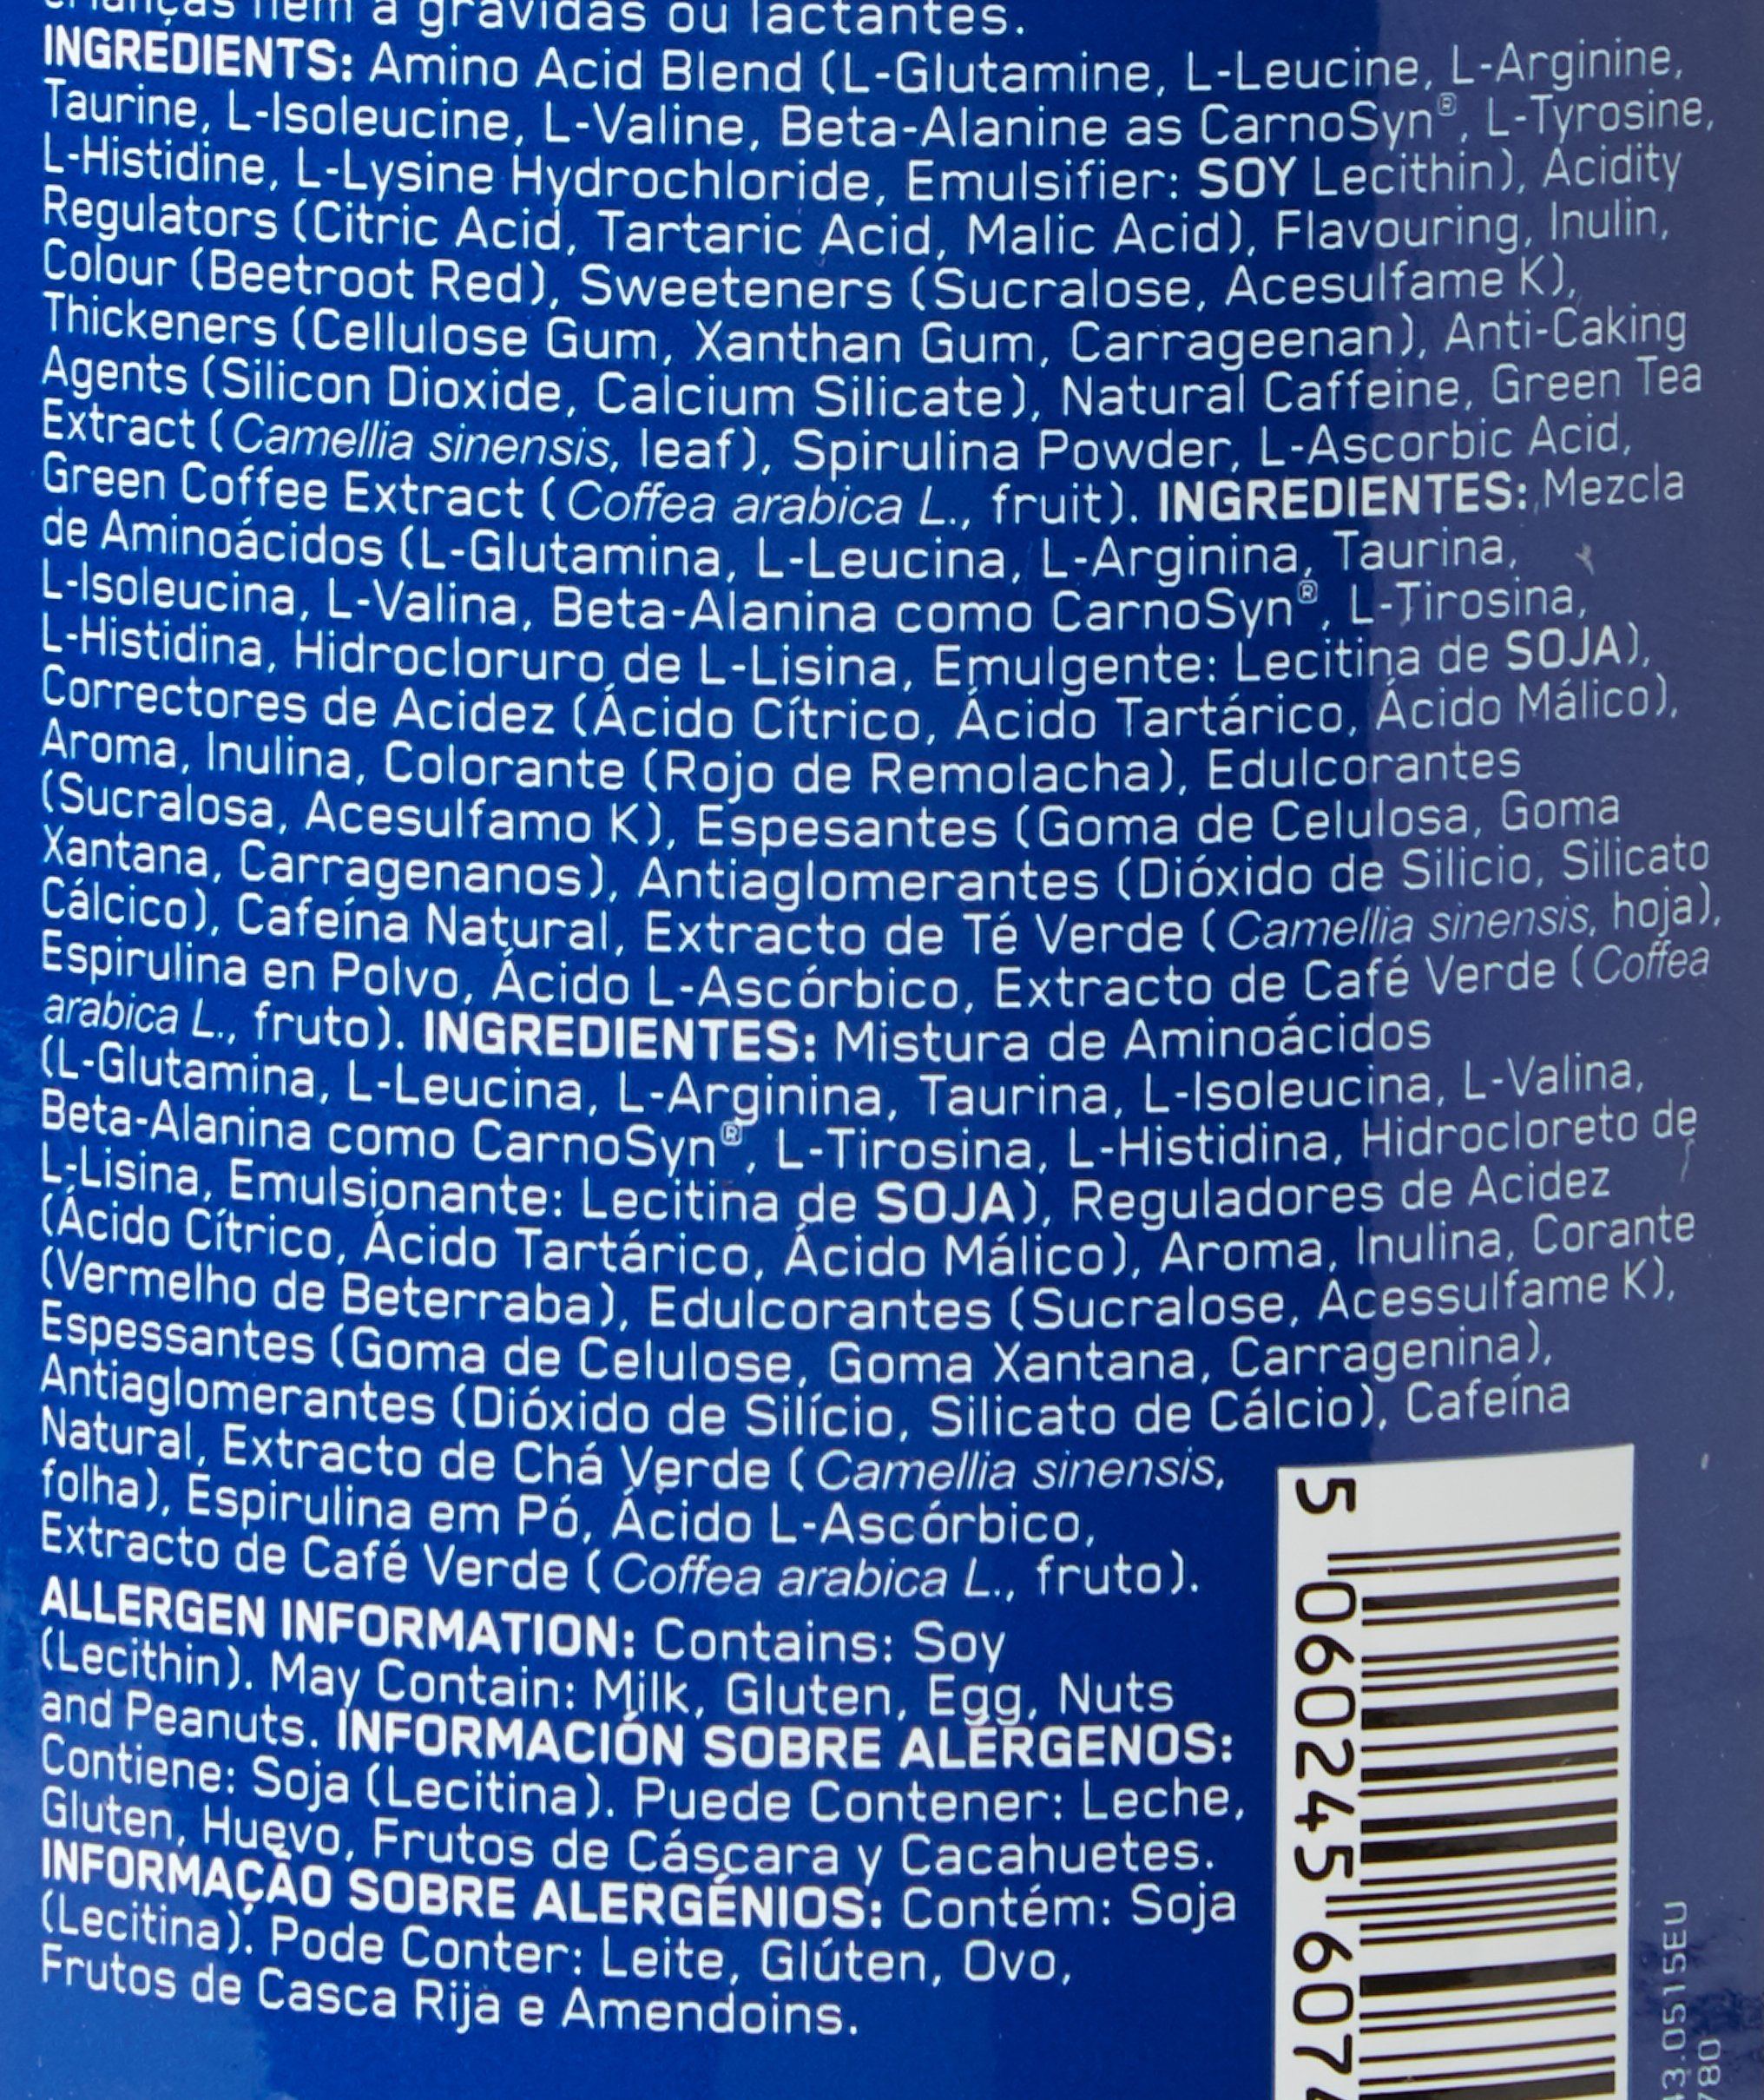 crianças nem a grávidas ou lactantes.
INGREDIENTS: Amino Acid Blend (L-Glutamine, L-Leucine, L-Arginine,
Taurine, L-Isoleucine, L-Valine, Beta-Alanine as CarnoSyn®, L-Tyrosine,
L-Histidine, L-Lysine Hydrochloride, Emulsifier: SOY Lecithin), Acidity
Regulators (Citric Acid, Tartaric Acid, Malic Acid), Flavouring, Inulin,
Colour (Beetroot Red), Sweeteners (Sucralose, Acesulfame K),
Thickeners (Cellulose Gum, Xanthan Gum, Carrageenan), Anti-Caking
Agents (Silicon Dioxide, Calcium Silicate), Natural Caffeine, Green Tea
Extract (Camellia sinensis, leaf), Spirulina Powder, L-Ascorbic Acid,
Green Coffee Extract (Coffea arabica L., fruit). INGREDIENTES: Mezcla
de Aminoácidos (L-Glutamina, L-Leucina, L-Arginina, Taurina,
L-Isoleucina, L-Valina, Beta-Alanina como CarnoSyn®, L-Tirosina,
L-Histidina, Hidrocloruro de L-Lisina, Emulgente: Lecitina de SOJA),
Correctores de Acidez (Ácido Cítrico, Ácido Tartárico, Ácido Málico),
Aroma, Inulina, Colorante (Rojo de Remolacha), Edulcorantes
(Sucralosa, Acesulfamo K), Espesantes (Goma de Celulosa, Goma
Xantana, Carragenanos), Antiaglomerantes (Dióxido de Silicio, Silicato
Cálcico), Cafeína Natural, Extracto de Té Verde (Camellia sinensis, hoja),
Espirulina en Polvo, Ácido L-Ascórbico, Extracto de Café Verde (Coffea
arabica L., fruto). INGREDIENTES: Mistura de Aminoácidos
(L-Glutamina, L-Leucina, L-Arginina, Taurina, L-Isoleucina, L-Valina,
Beta-Alanina como CarnoSyn®, L-Tirosina, L-Histidina, Hidrocloreto de
L-Lisina, Emulsionante: Lecitina de SOJA), Reguladores de Acidez
(Ácido Cítrico, Ácido Tartárico, Ácido Málico), Aroma, Inulina, Corante
(Vermelho de Beterraba), Edulcorantes (Sucralose, Acessulfame K),
Espessantes (Goma de Celulose, Goma Xantana, Carragenina),
Antiaglomerantes (Dióxido de Silício, Silicato de Cálcio), Cafeína
Natural, Extracto de Chá Verde (Camellia sinensis,
folha), Espirulina em Pó, Ácido L-Ascórbico,
Extracto de Café Verde (Coffea arabica L., fruto).
ALLERGEN INFORMATION: Contains: Soy
(Lecithin). May Contain: Milk, Gluten, Egg, Nuts
and Peanuts. INFORMACIÓN SOBRE ALÉRGENOS:
Contiene: Soja (Lecitina). Puede Contener: Leche,
Gluten, Huevo, Frutos de Cáscara y Cacahuetes.
INFORMAÇÃO SOBRE ALERGÉNIOS: Contém: Soja
(Lecitina). Pode Conter: Leite, Glúten, Ovo,
Frutos de Casca Rija e Amendoins.
5 060245 607
3.0515EU
780